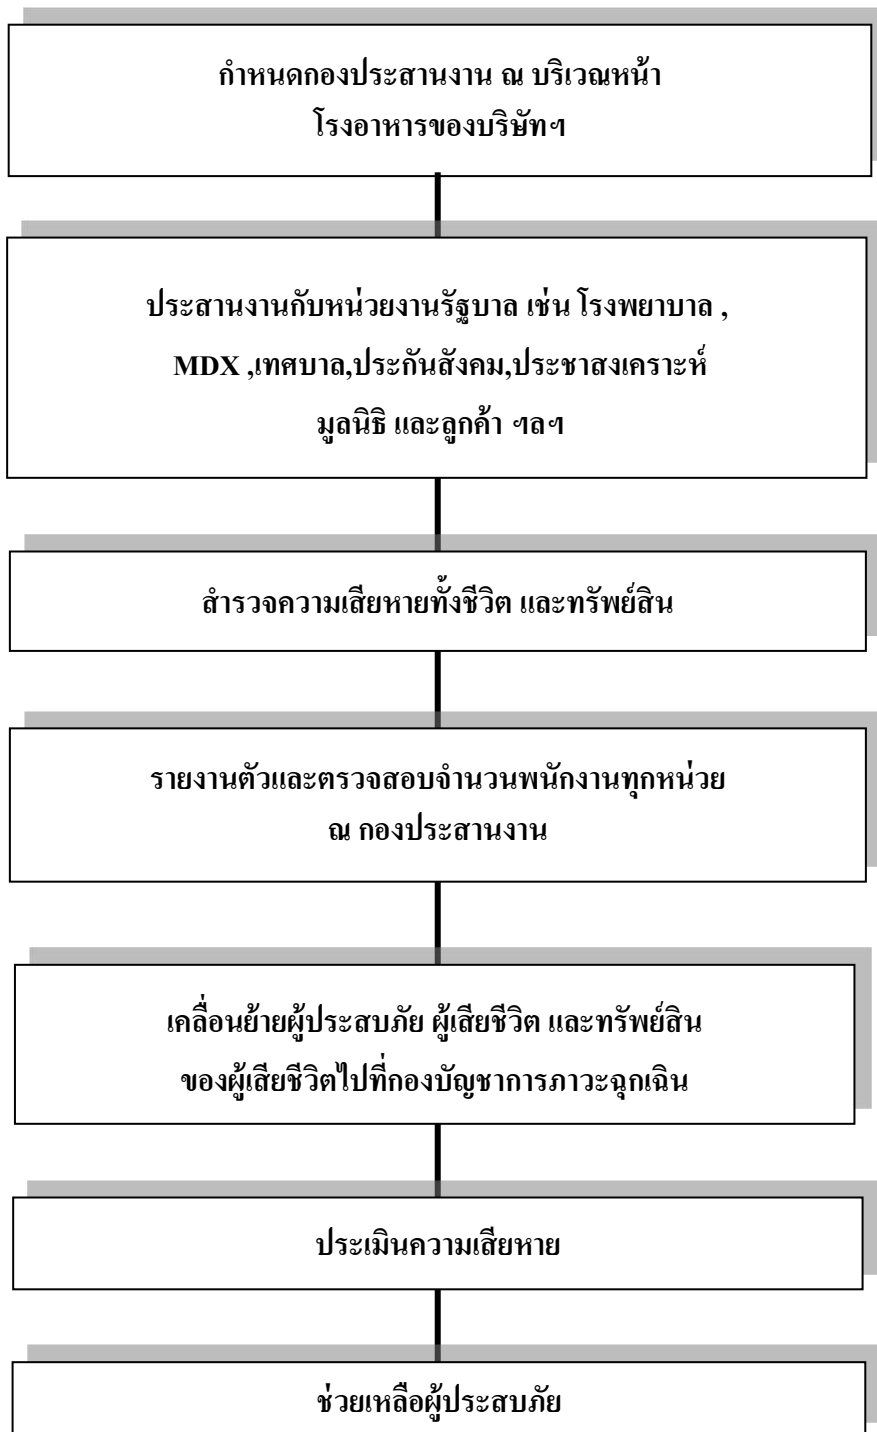 กำหนดกองประสานงาน ณ บริเวณหน้า
โรงอาหารของบริษัทฯ
ประสานงานกับหน่วยงานรัฐบาล เช่น โรงพยาบาล ,
MDX ,เทศบาล,ประกันสังคม,ประชาสงเคราะห์
มูลนิธิ และลูกค้า ฯลฯ
สำรวจความเสียหายทั้งชีวิต และทรัพย์สิน
รายงานตัวและตรวจสอบจำนวนพนักงานทุกหน่วย
ณ กองประสานงาน
เคลื่อนย้ายผู้ประสบภัย ผู้เสียชีวิต และทรัพย์สิน
ของผู้เสียชีวิตไปที่กองบัญชาการภาวะฉุกเฉิน
ประเมินความเสียหาย
ช่วยเหลือผู้ประสบภัย